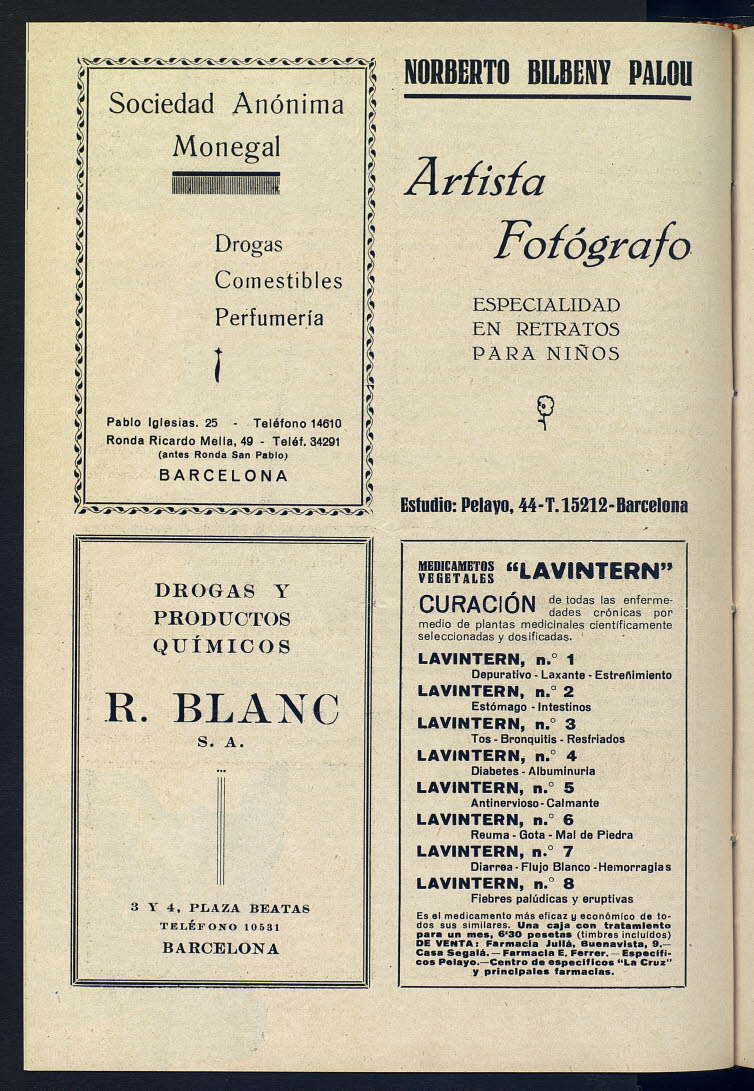 Sociedad Anónima
Monegal
Drogas
Comestibles
Perfumería
Pablo Iglesias. 25 - Teléfono 14610
Ronda Ricardo Mella, 49 - Teléf. 34291
(antes Ronda San Pablo)
BARCELONA
NORBERTO BILBENY PALOU
Artista
Fotógrafo
ESPECIALIDAD
EN RETRATOS
PARA NIÑOS
Estudio: Pelayo, 44-T. 15212-Barcelona
DROGAS Y
PRODUCTOS
QUÍMICOS
R. BLANC
S. A.
3 Y 4, PLAZA BEATAS
TELÉFONO 10531
BARCELONA
MEDICAMETOS
VEGETALES "LAVINTERN"
CURACIÓN de todas las enferme-
dades crónicas por
medio de plantas medicinales científicamente
seleccionadas y dosificadas.
LAVINTERN, n.° 1
Depurativo - Laxante - Estreñimiento
LAVINTERN, n.° 2
Estómago - Intestinos
LAVINTERN, n.° 3
Tos - Bronquitis - Resfriados
LAVINTERN, n.° 4
Diabetes - Albuminuria
LAVINTERN, n.° 5
Antinervioso - Calmante
LAVINTERN, n.° 6
Reuma - Gota - Mal de Piedra
LAVINTERN, n.° 7
Diarrea - Flujo Blanco - Hemorragias
LAVINTERN, n.° 8
Fiebres palúdicas y eruptivas
Es el medicamento más eficaz y económico de to-
dos sus similares. Una caja con tratamiento
para un mes, 6'30 pesetas (timbres incluídos)
DE VENTA: Farmacia Juliá, Buenavista, 9.—
Casa Segalá. — Farmacia E. Ferrer. — Específi-
cos Pelayo.—Centro de específicos "La Cruz"
y principales farmacias.